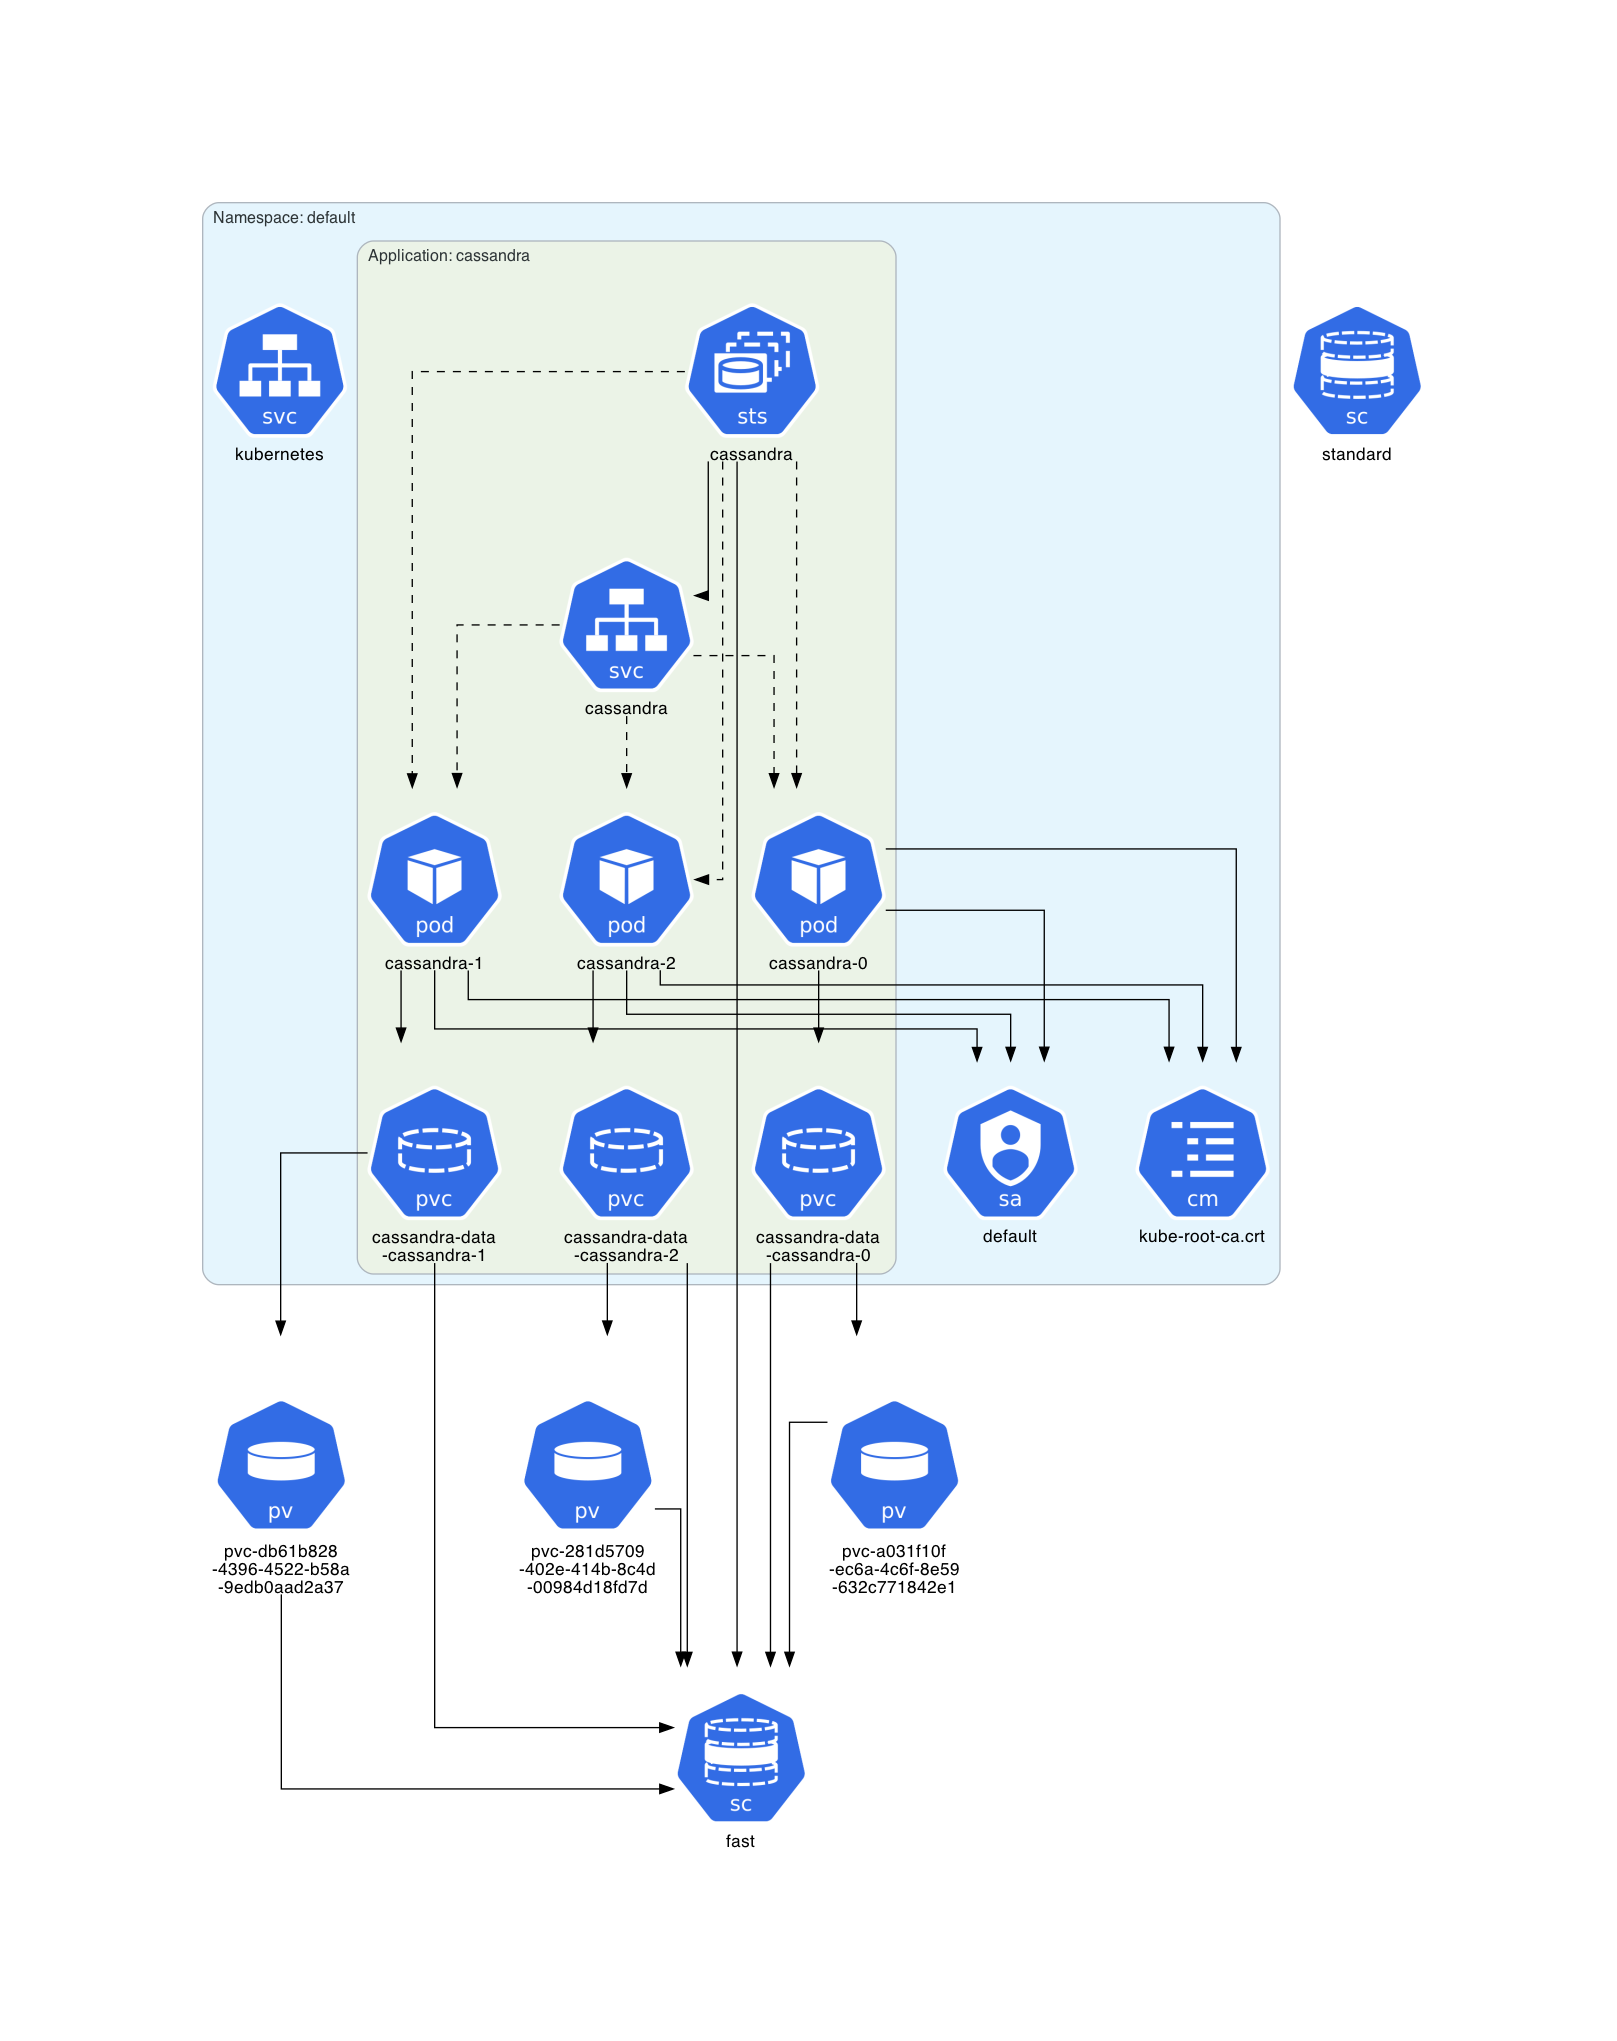 Namespace: default
Application: cassandra
svc
kubernetes
sts
cassandra
sc
standard
svc
cassandra
pod
cassandra-1
pod
cassandra-2
pod
cassandra-0
pvc
cassandra-data
-cassandra-1
pvc
cassandra-data
-cassandra-2
pvc
cassandra-data
-cassandra-0
sa
default
cm
kube-root-ca.crt
pv
pvc-db61b828
-4396-4522-b58a
-9edb0aad2a37
pv
pvc-281d5709
-402e-414b-8c4d
-00984d18fd7d
pv
pvc-a031f10f
-ec6a-4c6f-8e59
-632c771842e1
sc
fast